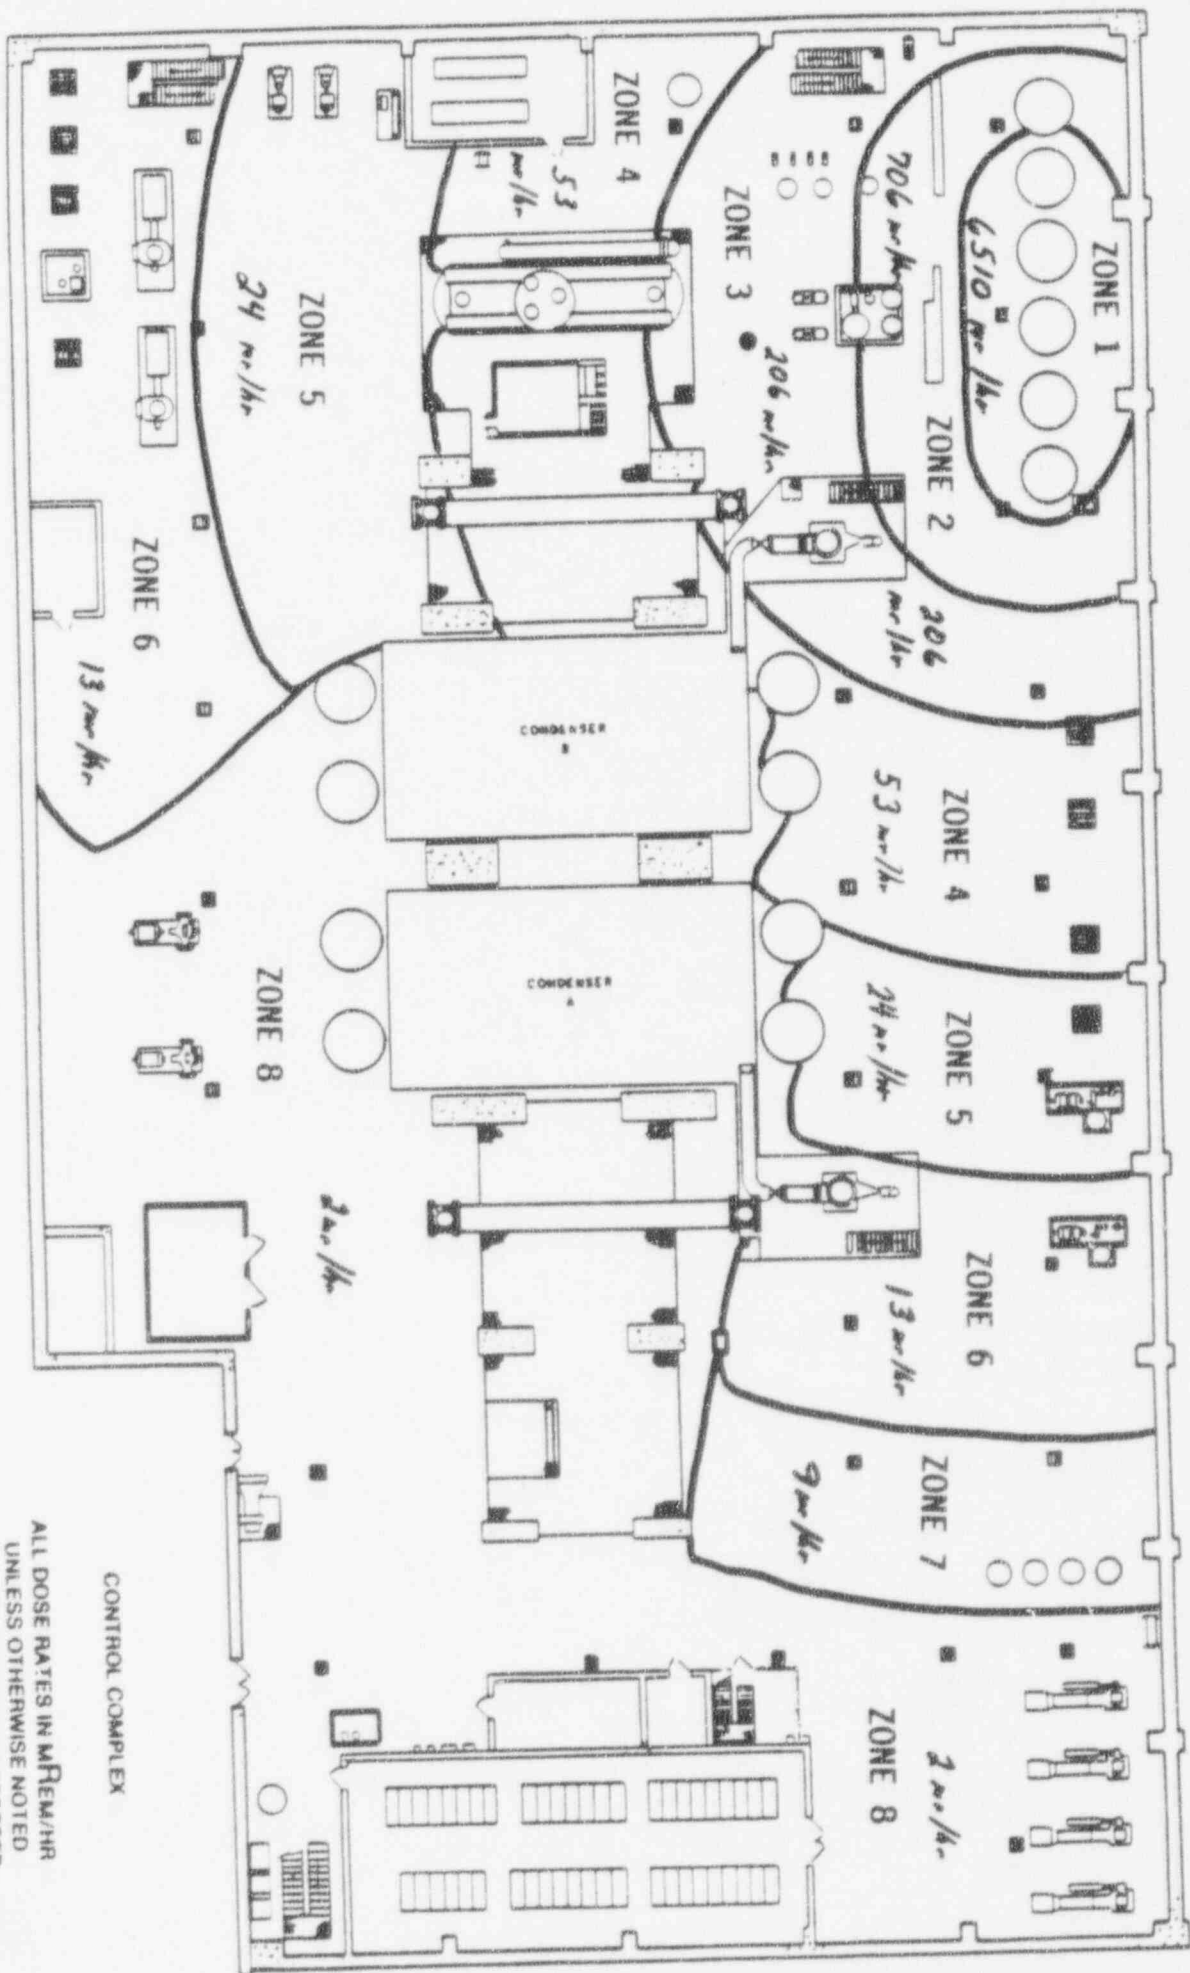 ZONE 1
6510 mr/hr
706 mr/hr
ZONE 2
ZONE 3
206 mr/hr
206
mr/hr
ZONE 4
53
mr/hr
ZONE 4
53 mr/hr
ZONE 5
24 mr/hr
ZONE 5
24 mr/hr
ZONE 6
13 mr/hr
ZONE 6
13 mr/hr
ZONE 7
9 mr/hr
ZONE 8
2 mr/hr
ZONE 8
2 mr/hr
CONDENSER
B
CONDENSER
A
CONTROL COMPLEX
ALL DOSE RATES IN MREM/HR
UNLESS OTHERWISE NOTED